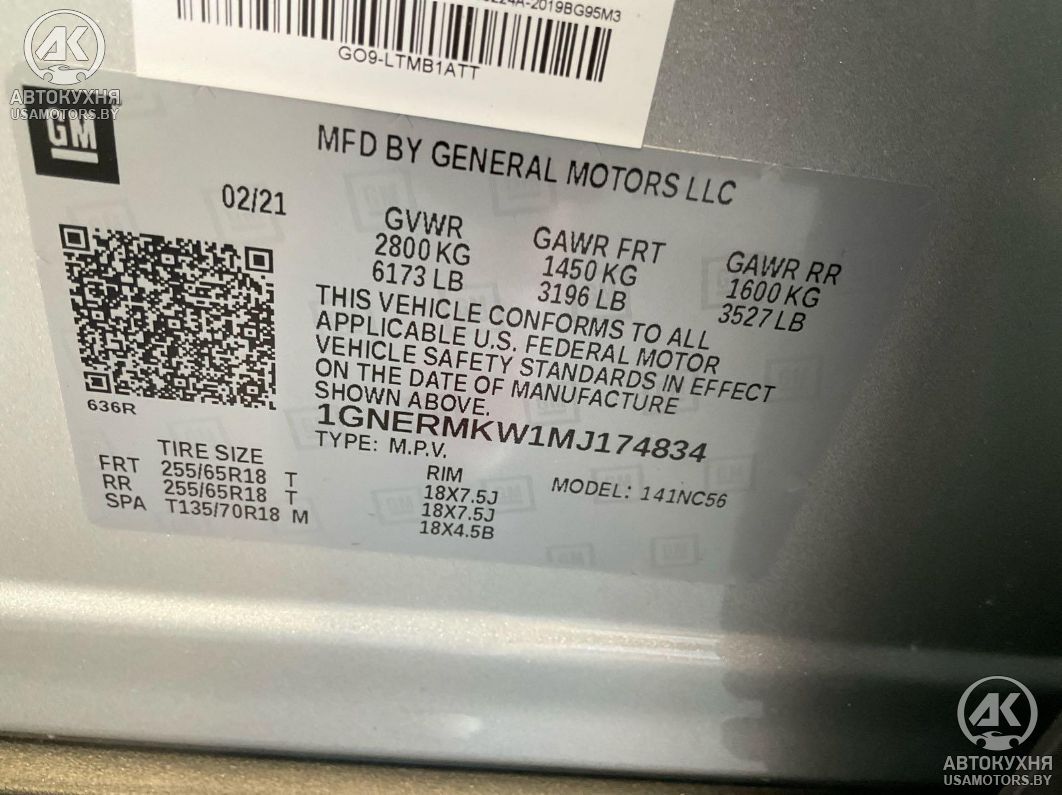 -2019BG95M3
GO9-LTMB1ATT
AK
АВТОКУХНЯ
USAMOTORS.BY
GM
MFD BY GENERAL MOTORS LLC
02/21
GVWR
2800 KG
6173 LB
GAWR FRT
1450 KG
3196 LB
GAWR RR
1600 KG
3527 LB
THIS VEHICLE CONFORMS TO ALL
APPLICABLE U.S. FEDERAL MOTOR
VEHICLE SAFETY STANDARDS IN EFFECT
ON THE DATE OF MANUFACTURE
SHOWN ABOVE.
1GNERMKW1MJ174834
TYPE: M.P.V.
MODEL: 141NC56
636R
TIRE SIZE
FRT 255/65R18 T
RR 255/65R18 T
SPA T135/70R18 M
RIM
18X7.5J
18X7.5J
18X4.5B
AK
АВТОКУХНЯ
USAMOTORS.BY